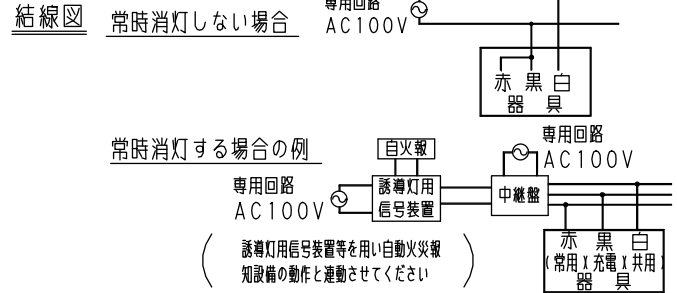 結線図
常時消灯しない場合
専用回路
AC100V
赤 黒 白
器 具
常時消灯する場合の例
自火報
専用回路
AC100V
専用回路
AC100V
誘導灯用
信号装置
中継盤
誘導灯用信号装置等を用い自動火災報
知設備の動作と連動させてください
赤 黒 白
(常用)(充電)(共用)
器 具